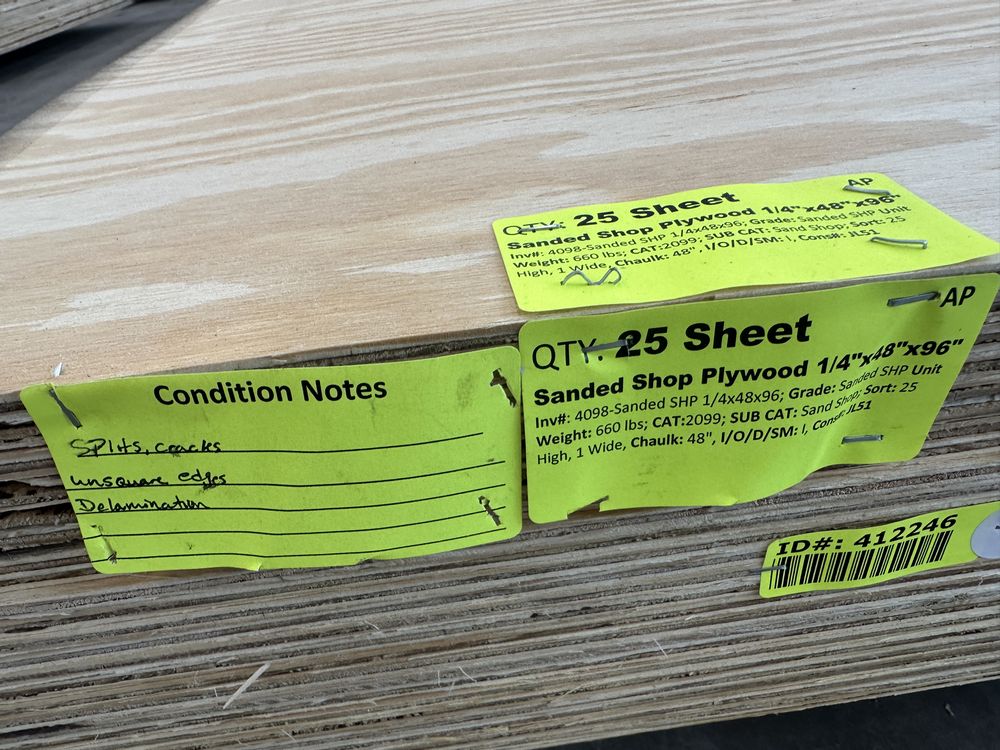 AP
QTY: 25 Sheet
Sanded Shop Plywood 1/4"x48"x96"
Inv#: 4098-Sanded SHP 1/4x48x96; Grade: Sanded SHP Unit
Weight: 660 lbs; CAT:2099; SUB CAT: Sand Shop; Sort: 25
High, 1 Wide, Chaulk: 48", I/O/D/SM: I, Cons#: JL51
AP
QTY: 25 Sheet
Sanded Shop Plywood 1/4"x48"x96"
Inv#: 4098-Sanded SHP 1/4x48x96; Grade: Sanded SHP Unit
Weight: 660 lbs; CAT:2099; SUB CAT: Sand Shop; Sort: 25
High, 1 Wide, Chaulk: 48", I/O/D/SM: I, Cons#: JL51
Condition Notes
Splits, cracks
unsquare edges
Delamination
ID#: 412246